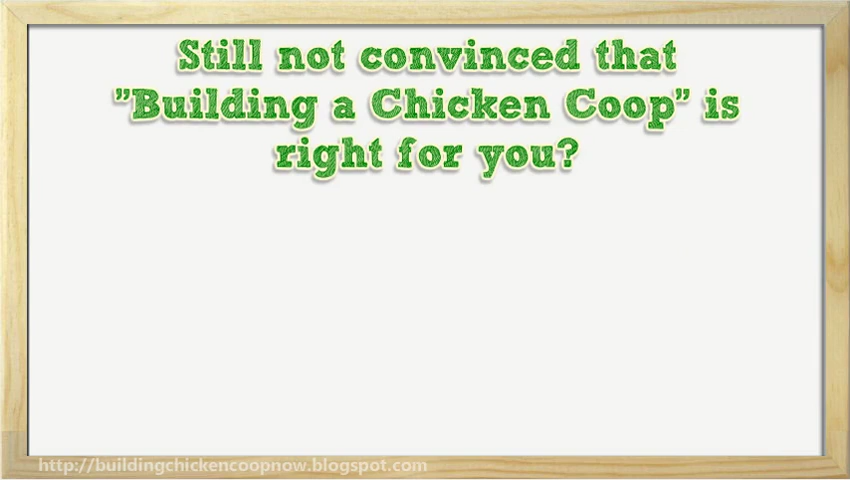 Still not convinced that
"Building a Chicken Coop" is
right for you?
http://buildingchickencoopnow.blogspot.com